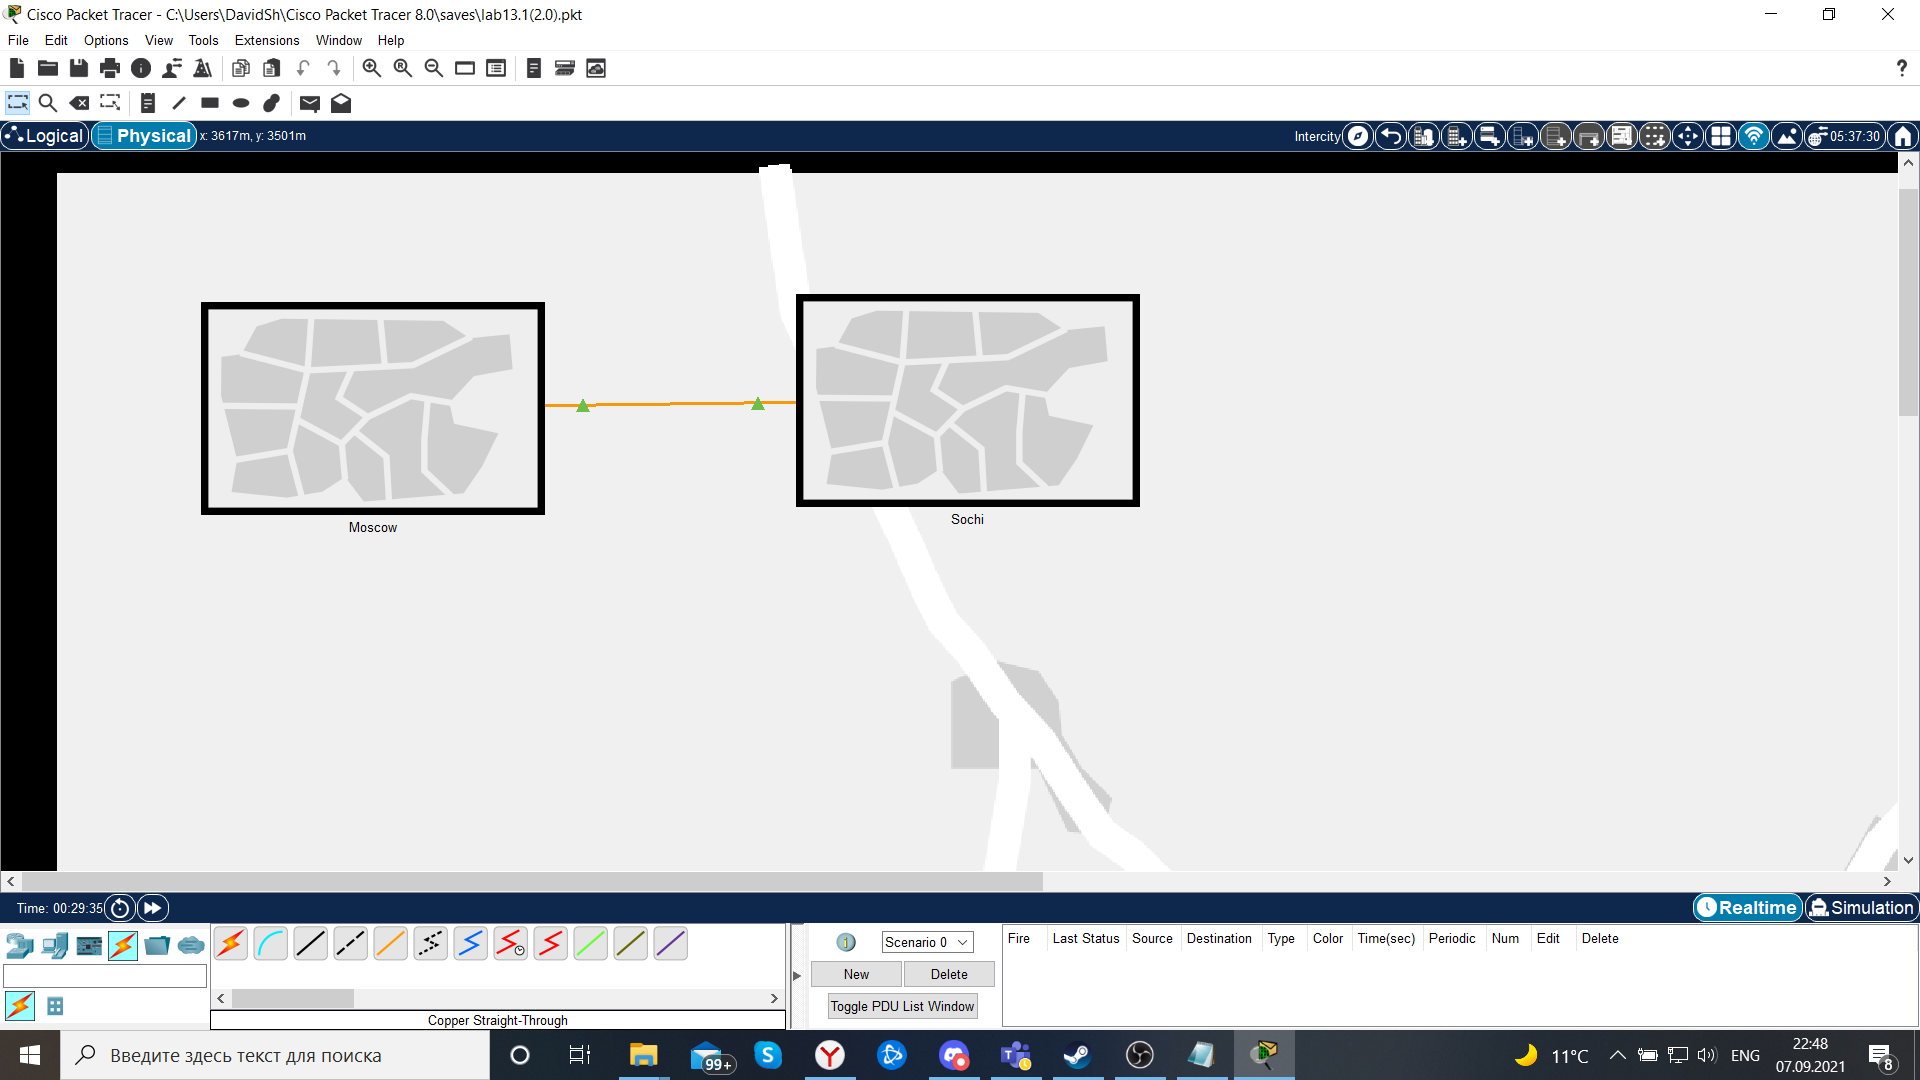 Cisco Packet Tracer - C:\Users\DavidSh\Cisco Packet Tracer 8.0\saves\lab13.1(2.0).pkt
File Edit Options View Tools Extensions Window Help
Logical Physical x: 3617m, y: 3501m Intercity 05:37:30
Moscow
Sochi
Time: 00:29:35 Realtime Simulation
Scenario 0
Fire Last Status Source Destination Type Color Time(sec) Periodic Num Edit Delete
New Delete
Toggle PDU List Window
Copper Straight-Through
Введите здесь текст для поиска
99+
11°C
ENG
22:48
07.09.2021
8